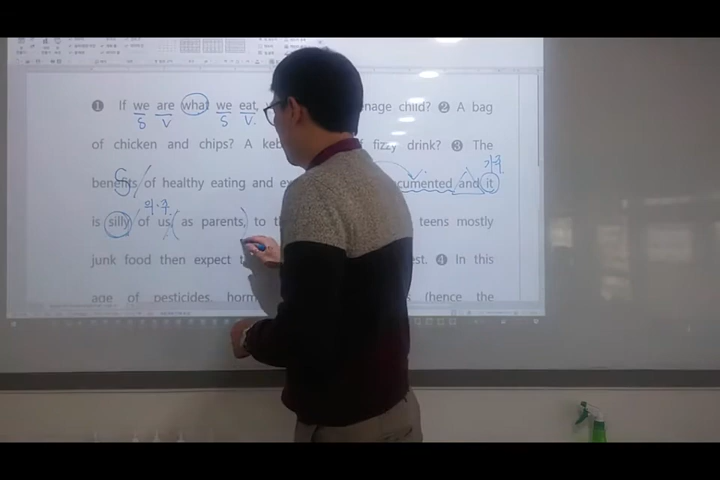 ❶ If we are what we eat, nage child? ❷ A bag
S V S V.
of chicken and chips? A keb f fizzy drink? ❸ The
가주
benefits of healthy eating and ex cumented and it
S
의.주
is silly of us (as parents,) to th teens mostly
junk food then expect t est. ❹ In this
age of pesticides, horm s (hence the